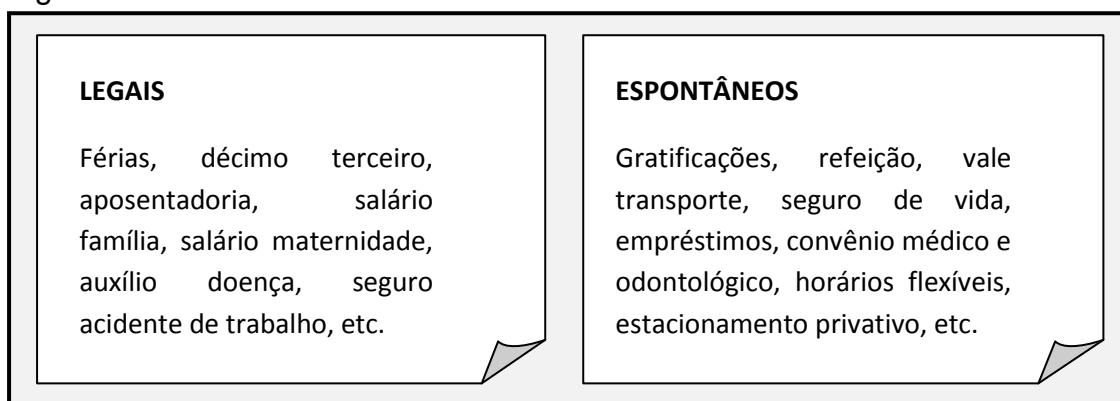 LEGAIS
Férias, décimo terceiro,
aposentadoria, salário
família, salário maternidade,
auxílio doença, seguro
acidente de trabalho, etc.
ESPONTÂNEOS
Gratificações, refeição, vale
transporte, seguro de vida,
empréstimos, convênio médico e
odontológico, horários flexíveis,
estacionamento privativo, etc.